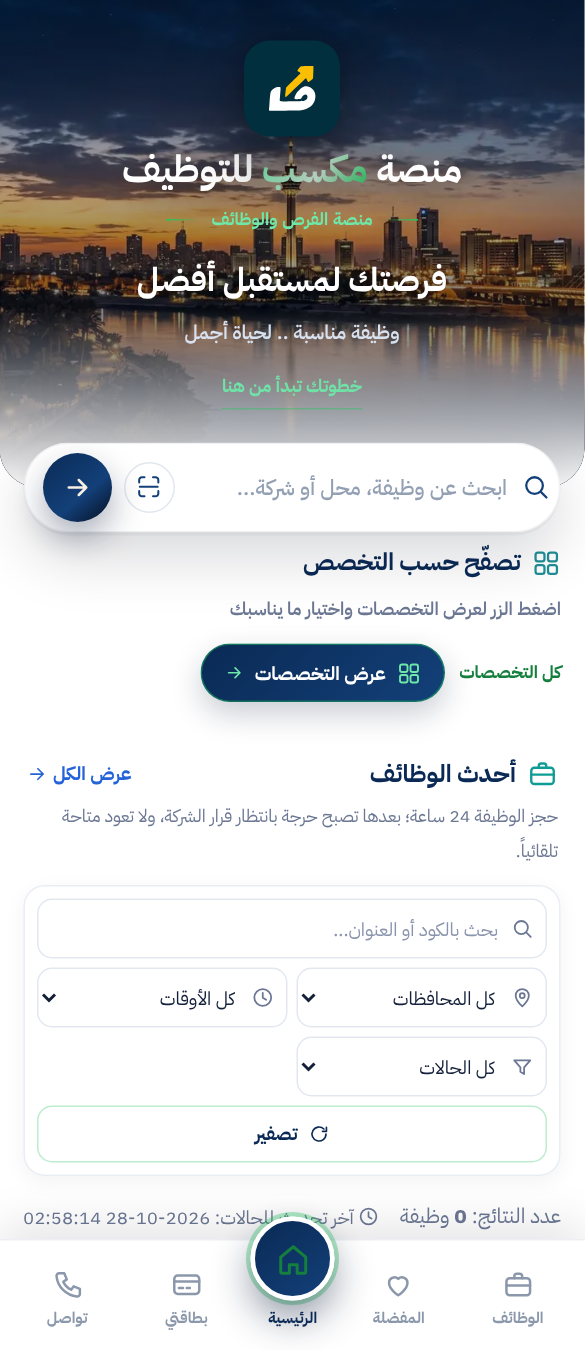 منصة مكسب للتوظيف
منصة الفرص والوظائف
فرصتك لمستقبل أفضل
وظيفة مناسبة .. لحياة أجمل
خطوتك تبدأ من هنا
ابحث عن وظيفة، محل أو شركة...
تصفّح حسب التخصص
اضغط الزر لعرض التخصصات واختيار ما يناسبك
كل التخصصات
عرض التخصصات
أحدث الوظائف
عرض الكل
حجز الوظيفة 24 ساعة؛ بعدها تصبح حرجة بانتظار قرار الشركة، ولا تعود متاحة
تلقائياً.
بحث بالكود أو العنوان...
كل المحافظات
كل الأوقات
كل الحالات
تصفير
عدد النتائج: 0 وظيفة
آخر تحديث للحالات: 2026-10-28 02:58:14
الوظائف
المفضلة
الرئيسية
بطاقتي
تواصل